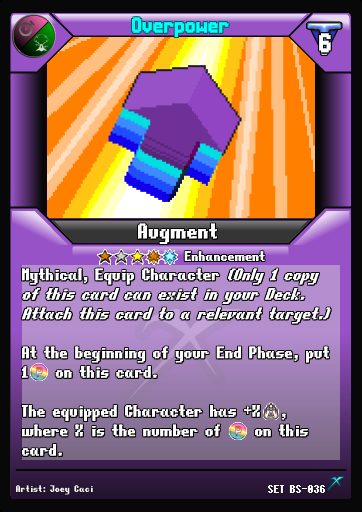 Overpower
6
Augment
Enhancement
Mythical, Equip Character (Only 1 copy
of this card can exist in your Deck.
Attach this card to a relevant target.)
At the beginning of your End Phase, put
1 P on this card.
The equipped Character has +X,
where X is the number of P on this
card.
Artist: Joey Caci
SET BS-036